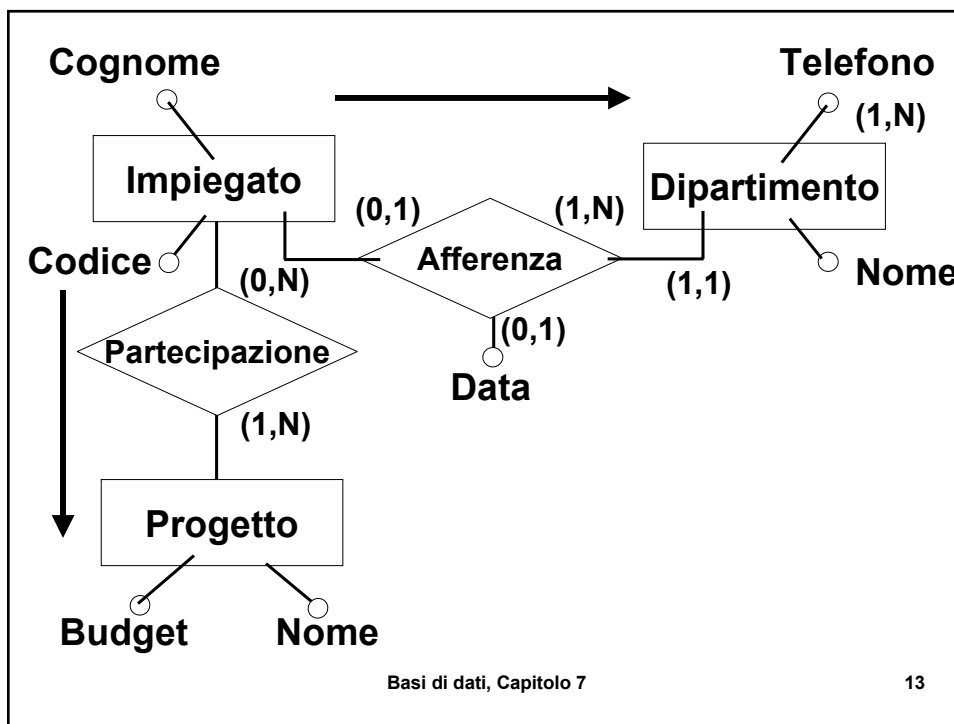 Cognome
Telefono
(1,N)
Impiegato
Dipartimento
(0,1)
(1,N)
Afferenza
Codice
(0,N)
(1,1)
Nome
(0,1)
Partecipazione
Data
(1,N)
Progetto
Budget
Nome
Basi di dati, Capitolo 7
13